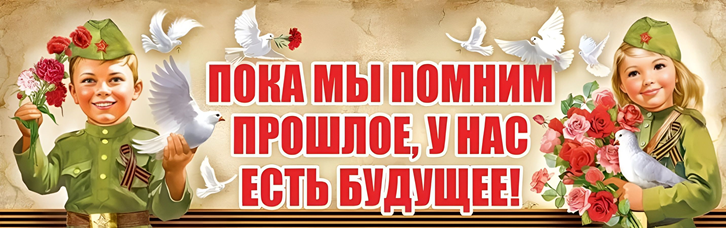 ПОКА МЫ ПОМНИМ
ПРОШЛОЕ, У НАС
ЕСТЬ БУДУЩЕЕ!